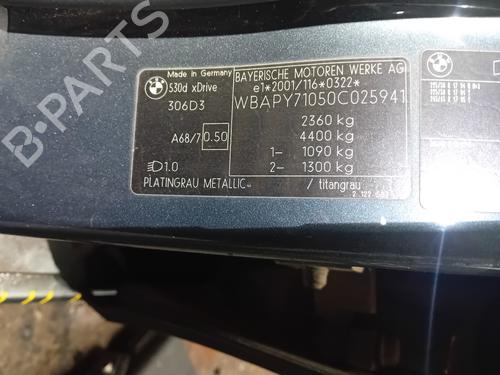 B-PARTS
BMW
Made in Germany
530d xDrive
306D3
A68/7 0.50
1.0
PLATINGRAU METALLIC
BAYERISCHE MOTOREN WERKE AG
e1*2001/116*0322*
WBAPY71050C025941
2360 kg
4400 kg
1- 1090 kg
2- 1300 kg
/ titangrau